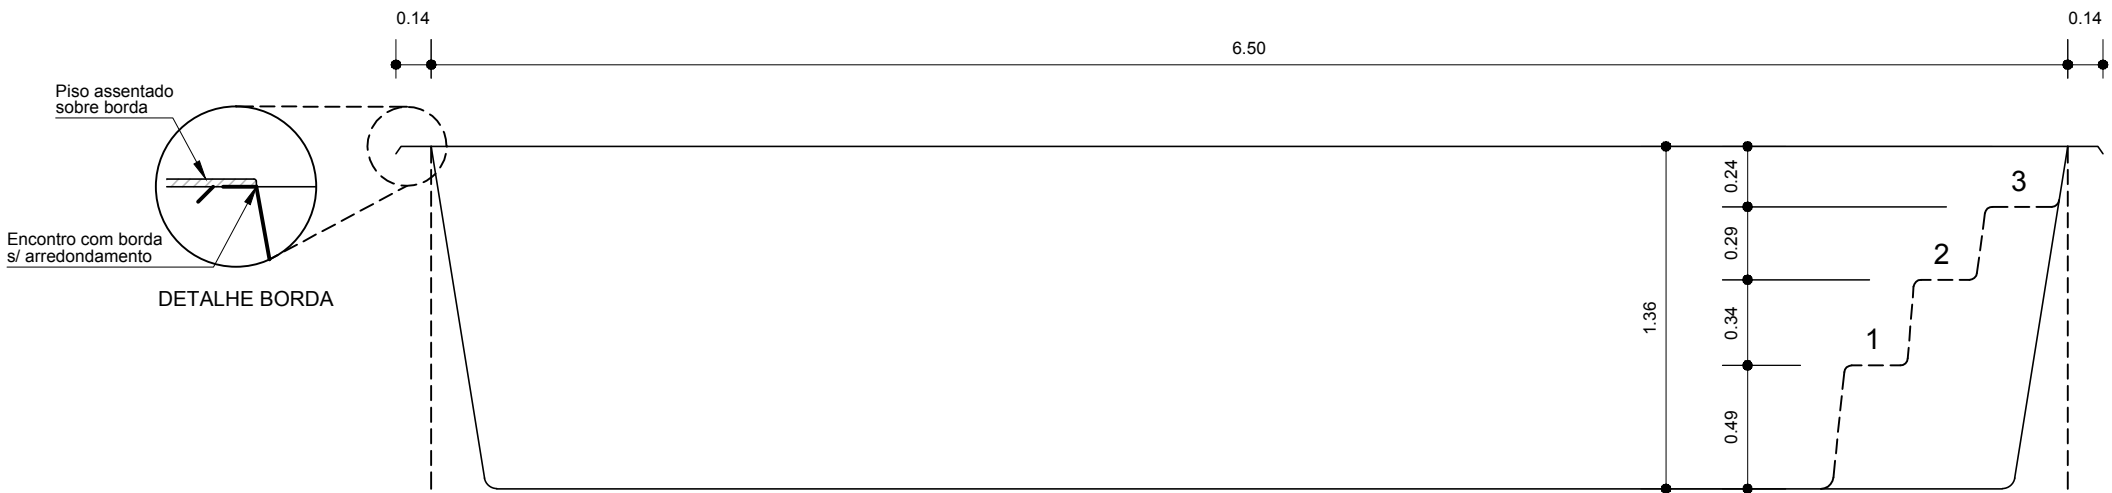 0.14
6.50
0.14
Piso assentado
sobre borda
Encontro com borda
s/ arredondamento
DETALHE BORDA
1.36
0.24
0.29
0.34
0.49
3
2
1